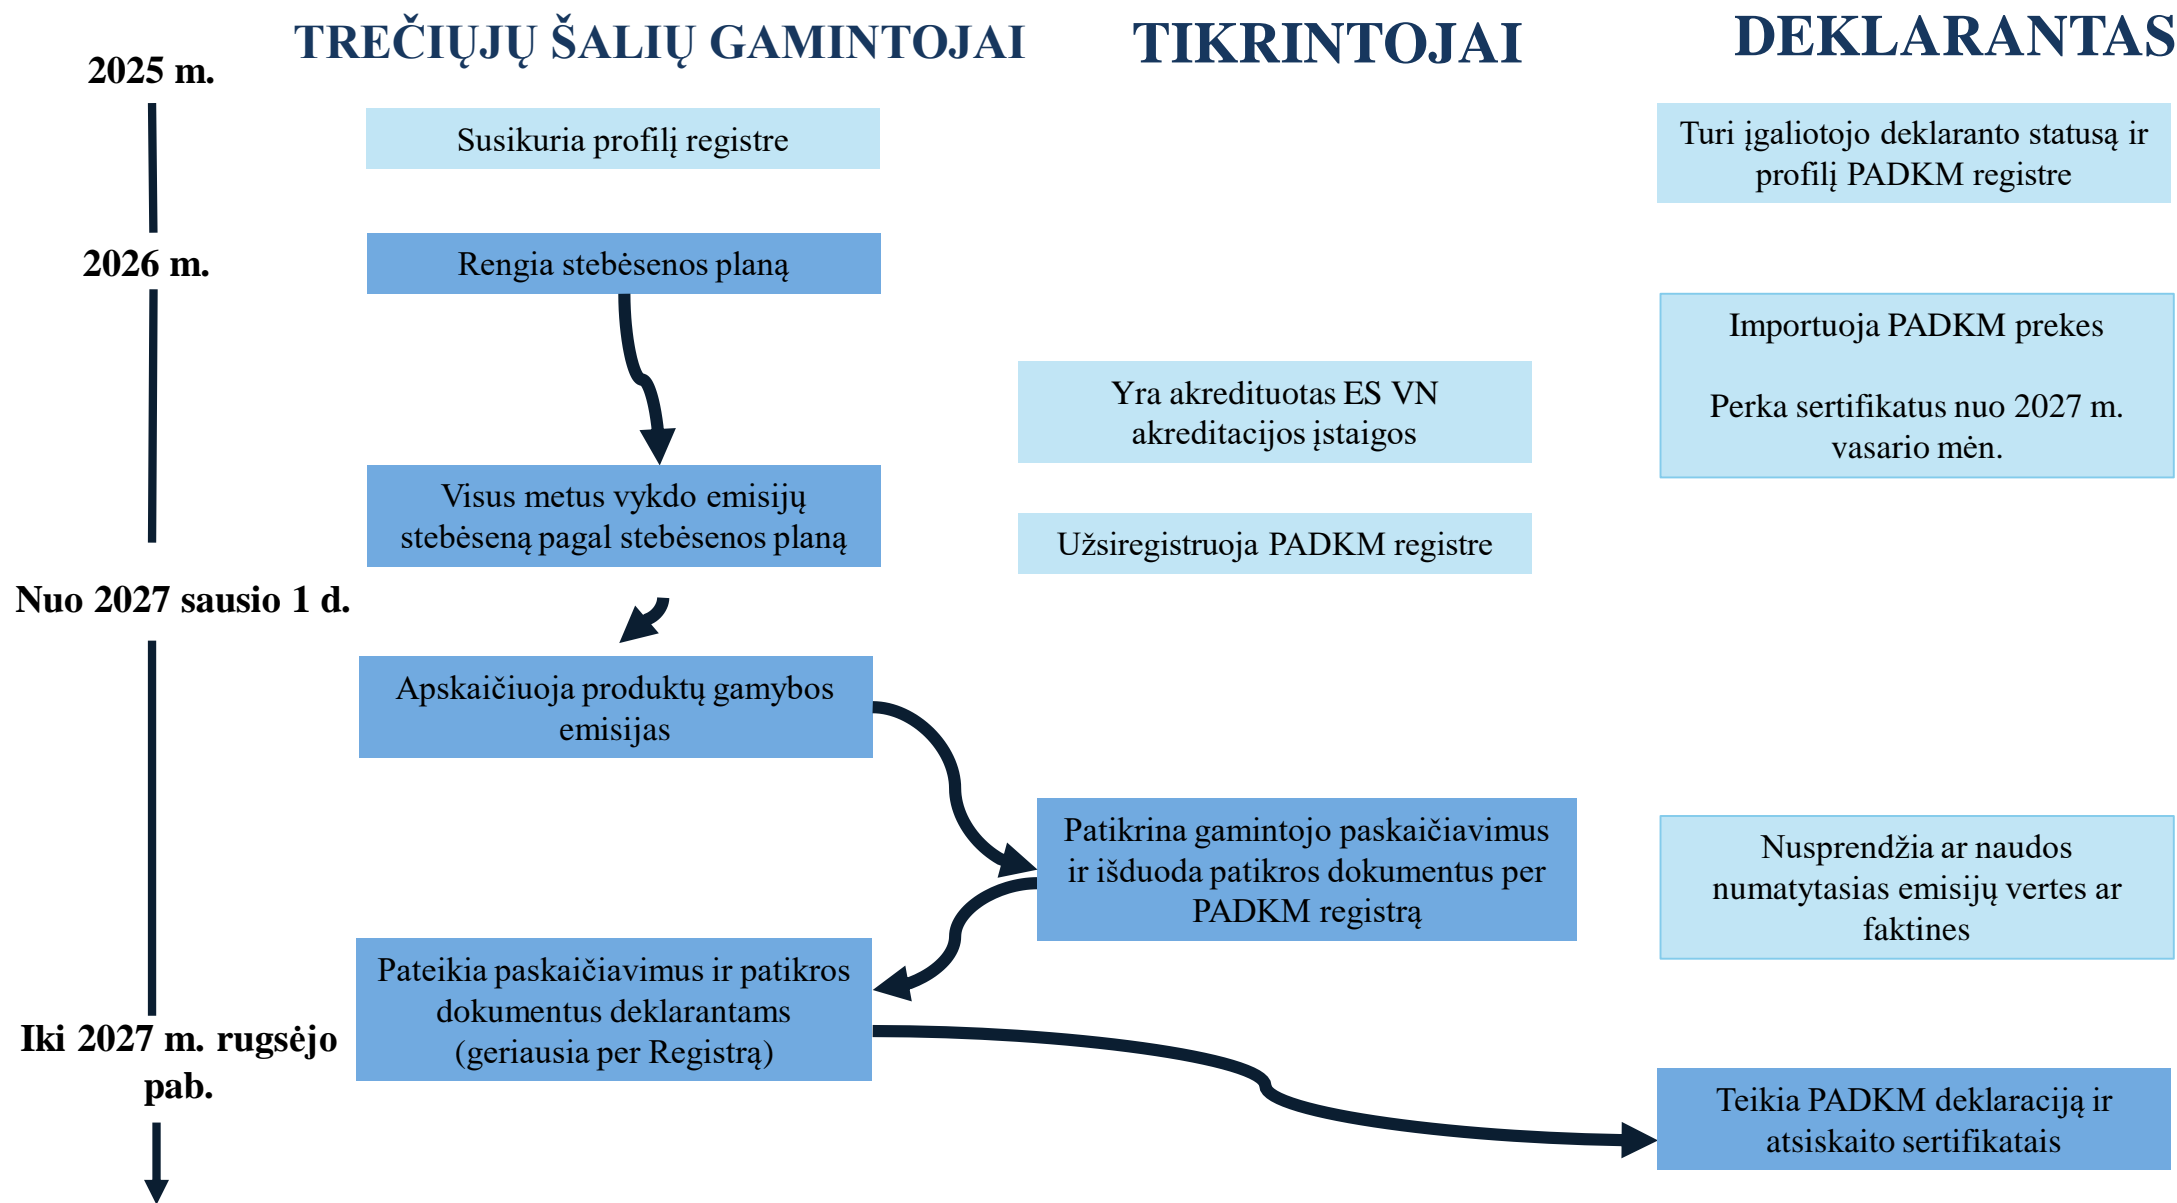 TREČIŲJŲ ŠALIŲ GAMINTOJAI
TIKRINTOJAI
DEKLARANTAS
2025 m.
Susikuria profilį registre
Turi įgaliotojo deklaranto statusą ir
profilį PADKM registre
2026 m.
Rengia stebėsenos planą
Importuoja PADKM prekes
Perka sertifikatus nuo 2027 m.
vasario mėn.
Yra akredituotas ES VN
akreditacijos įstaigos
Visus metus vykdo emisijų
stebėseną pagal stebėsenos planą
Užsiregistruoja PADKM registre
Nuo 2027 sausio 1 d.
Apskaičiuoja produktų gamybos
emisijas
Patikrina gamintojo paskaičiavimus
ir išduoda patikros dokumentus per
PADKM registrą
Nusprendžia ar naudos
numatytasias emisijų vertes ar
faktines
Pateikia paskaičiavimus ir patikros
dokumentus deklarantams
(geriausia per Registrą)
Iki 2027 m. rugsėjo
pab.
Teikia PADKM deklaraciją ir
atsiskaito sertifikatais